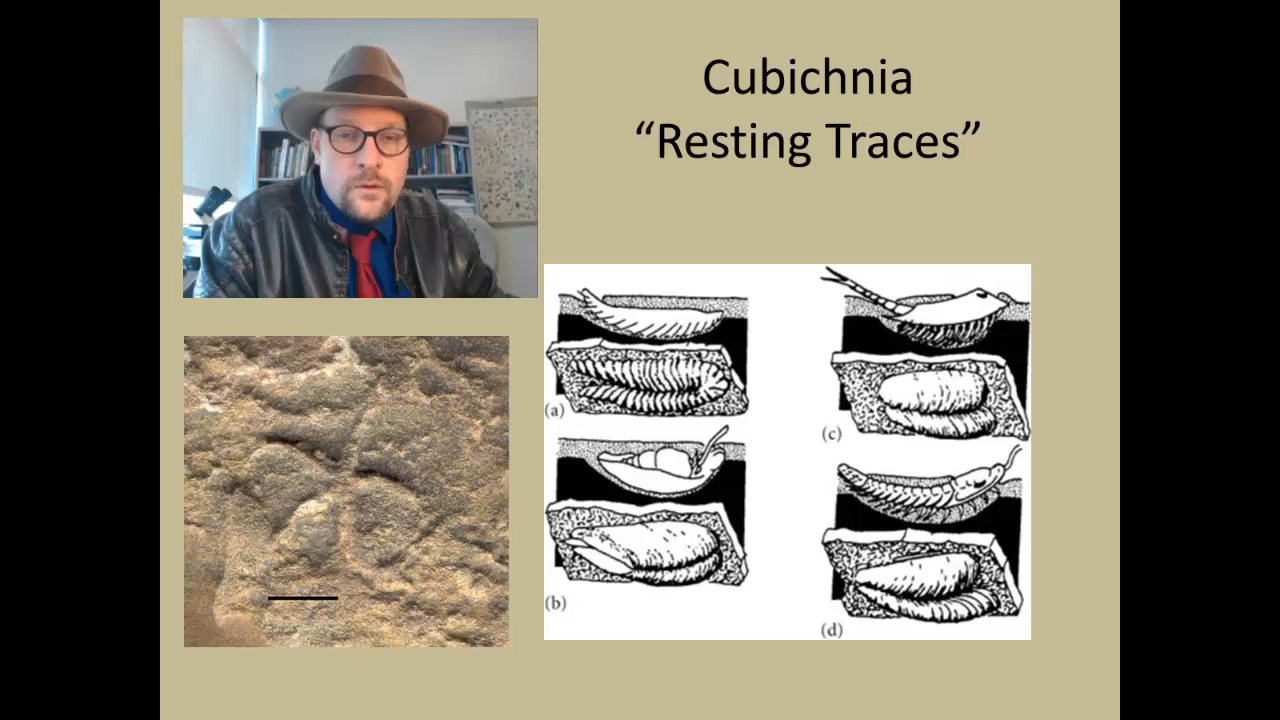 Cubichnia
“Resting Traces”
(a)
(c)
(b)
(d)